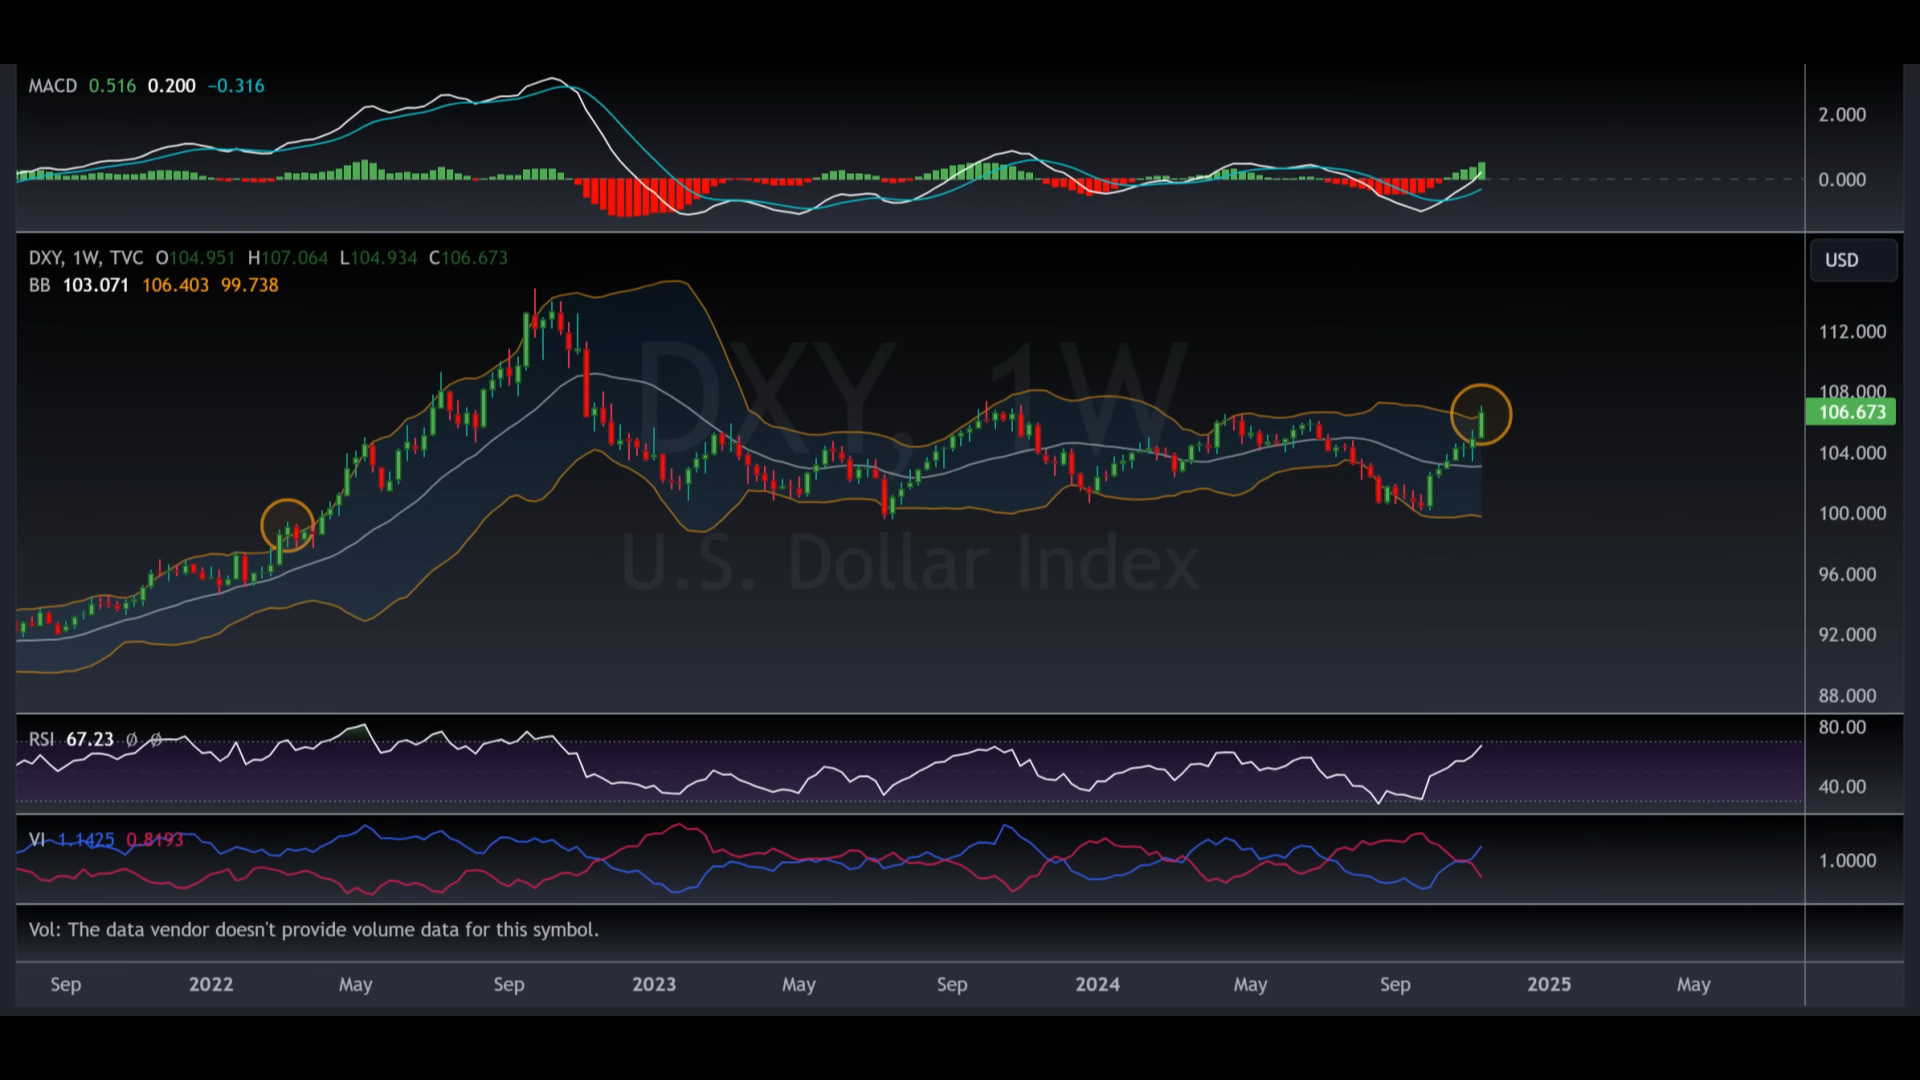 MACD 0.516 0.200 −0.316
2.000
0.000
DXY, 1W, TVC O104.951 H107.064 L104.934 C106.673
USD
BB 103.071 106.403 99.738
112.000
DXY, 1W
108.000
106.673
104.000
100.000
U.S. Dollar Index
96.000
92.000
88.000
80.00
RSI 67.23 Ø Ø
40.00
VI 1.1425 0.8193
1.0000
Vol: The data vendor doesn't provide volume data for this symbol.
Sep 2022 May Sep 2023 May Sep 2024 May Sep 2025 May